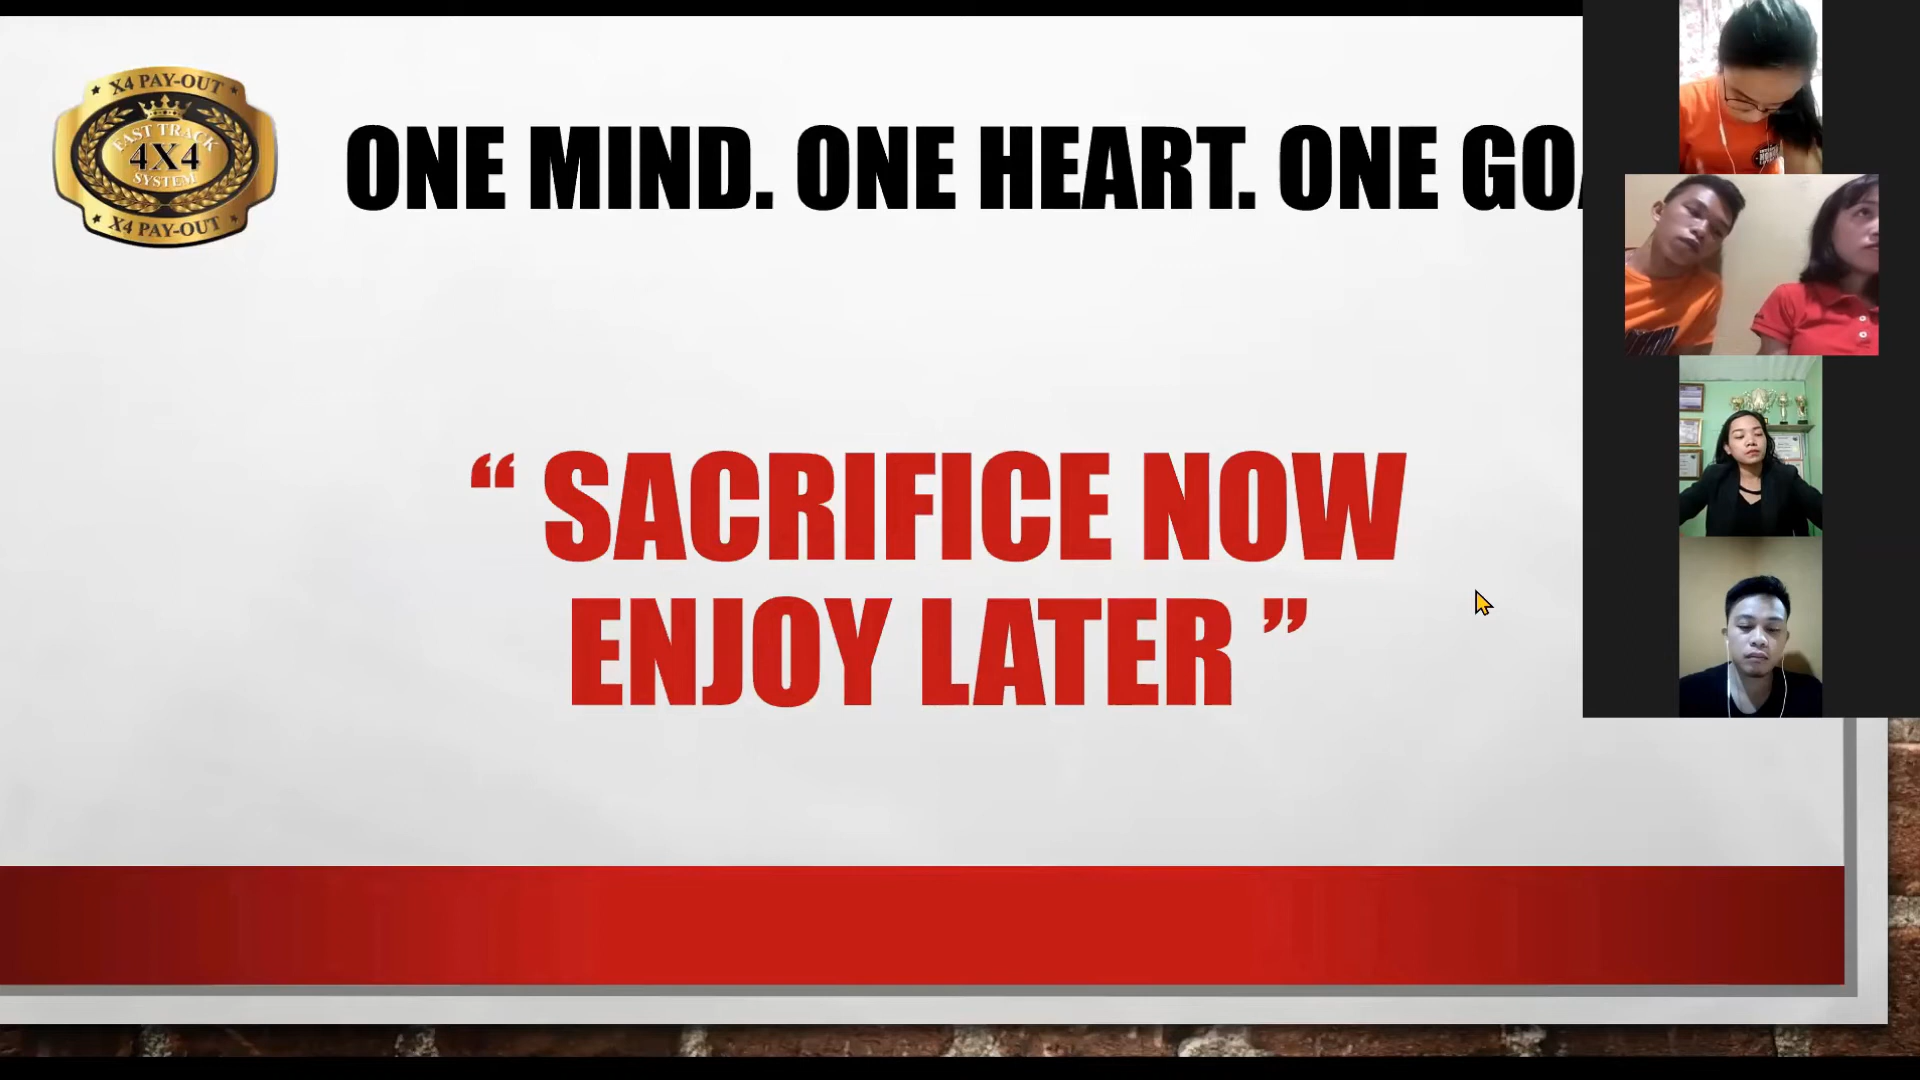 X4 PAY-OUT
FAST TRACK
4X4
SYSTEM
X4 PAY-OUT
ONE MIND. ONE HEART. ONE GO
“ SACRIFICE NOW
ENJOY LATER ”